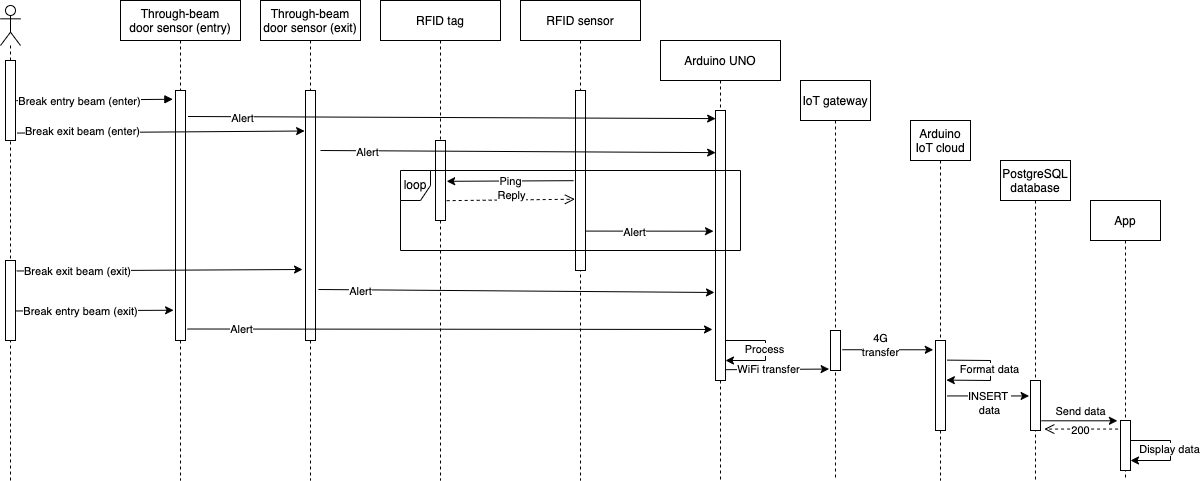 Through-beam
door sensor (entry)
Through-beam
door sensor (exit)
RFID tag
RFID sensor
Arduino UNO
IoT gateway
Arduino
IoT cloud
PostgreSQL
database
App
Break entry beam (enter)
Alert
Break exit beam (enter)
Alert
loop
Ping
Reply
Alert
Break exit beam (exit)
Alert
Break entry beam (exit)
Alert
Process
WiFi transfer
4G
transfer
Format data
INSERT
data
Send data
200
Display data